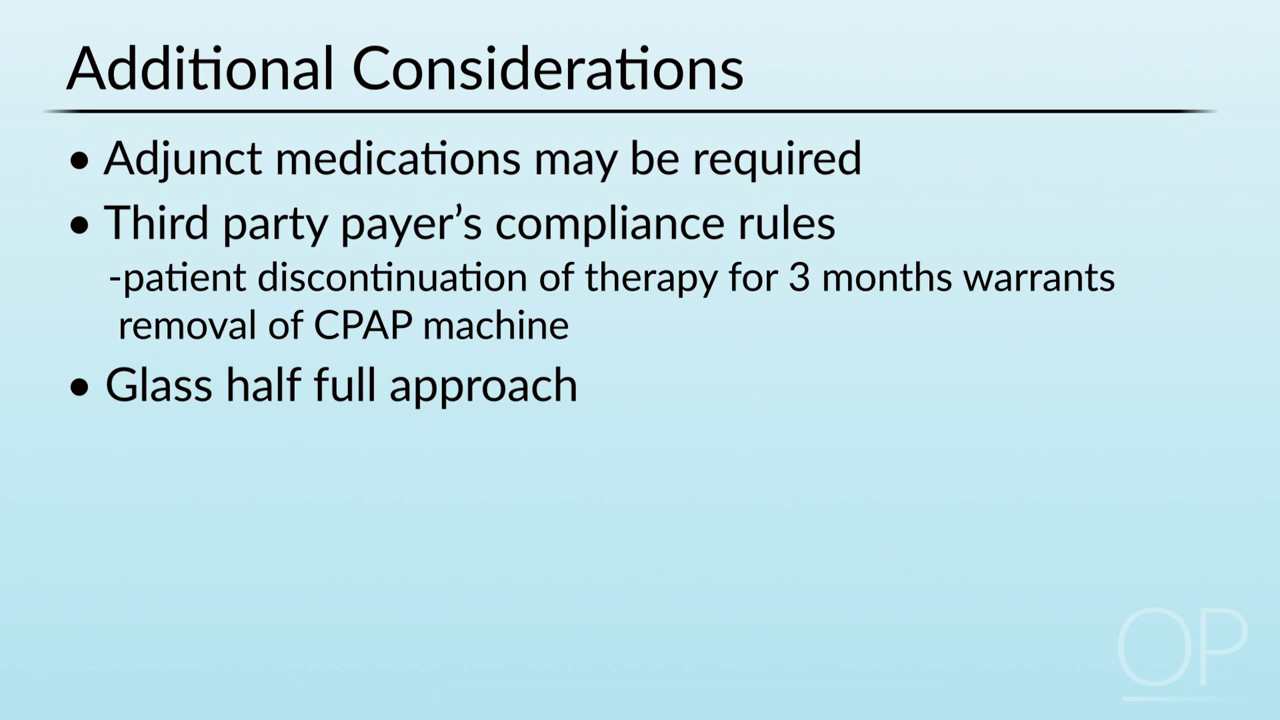 Additional Considerations
• Adjunct medications may be required
• Third party payer’s compliance rules
-patient discontinuation of therapy for 3 months warrants
removal of CPAP machine
• Glass half full approach
OP